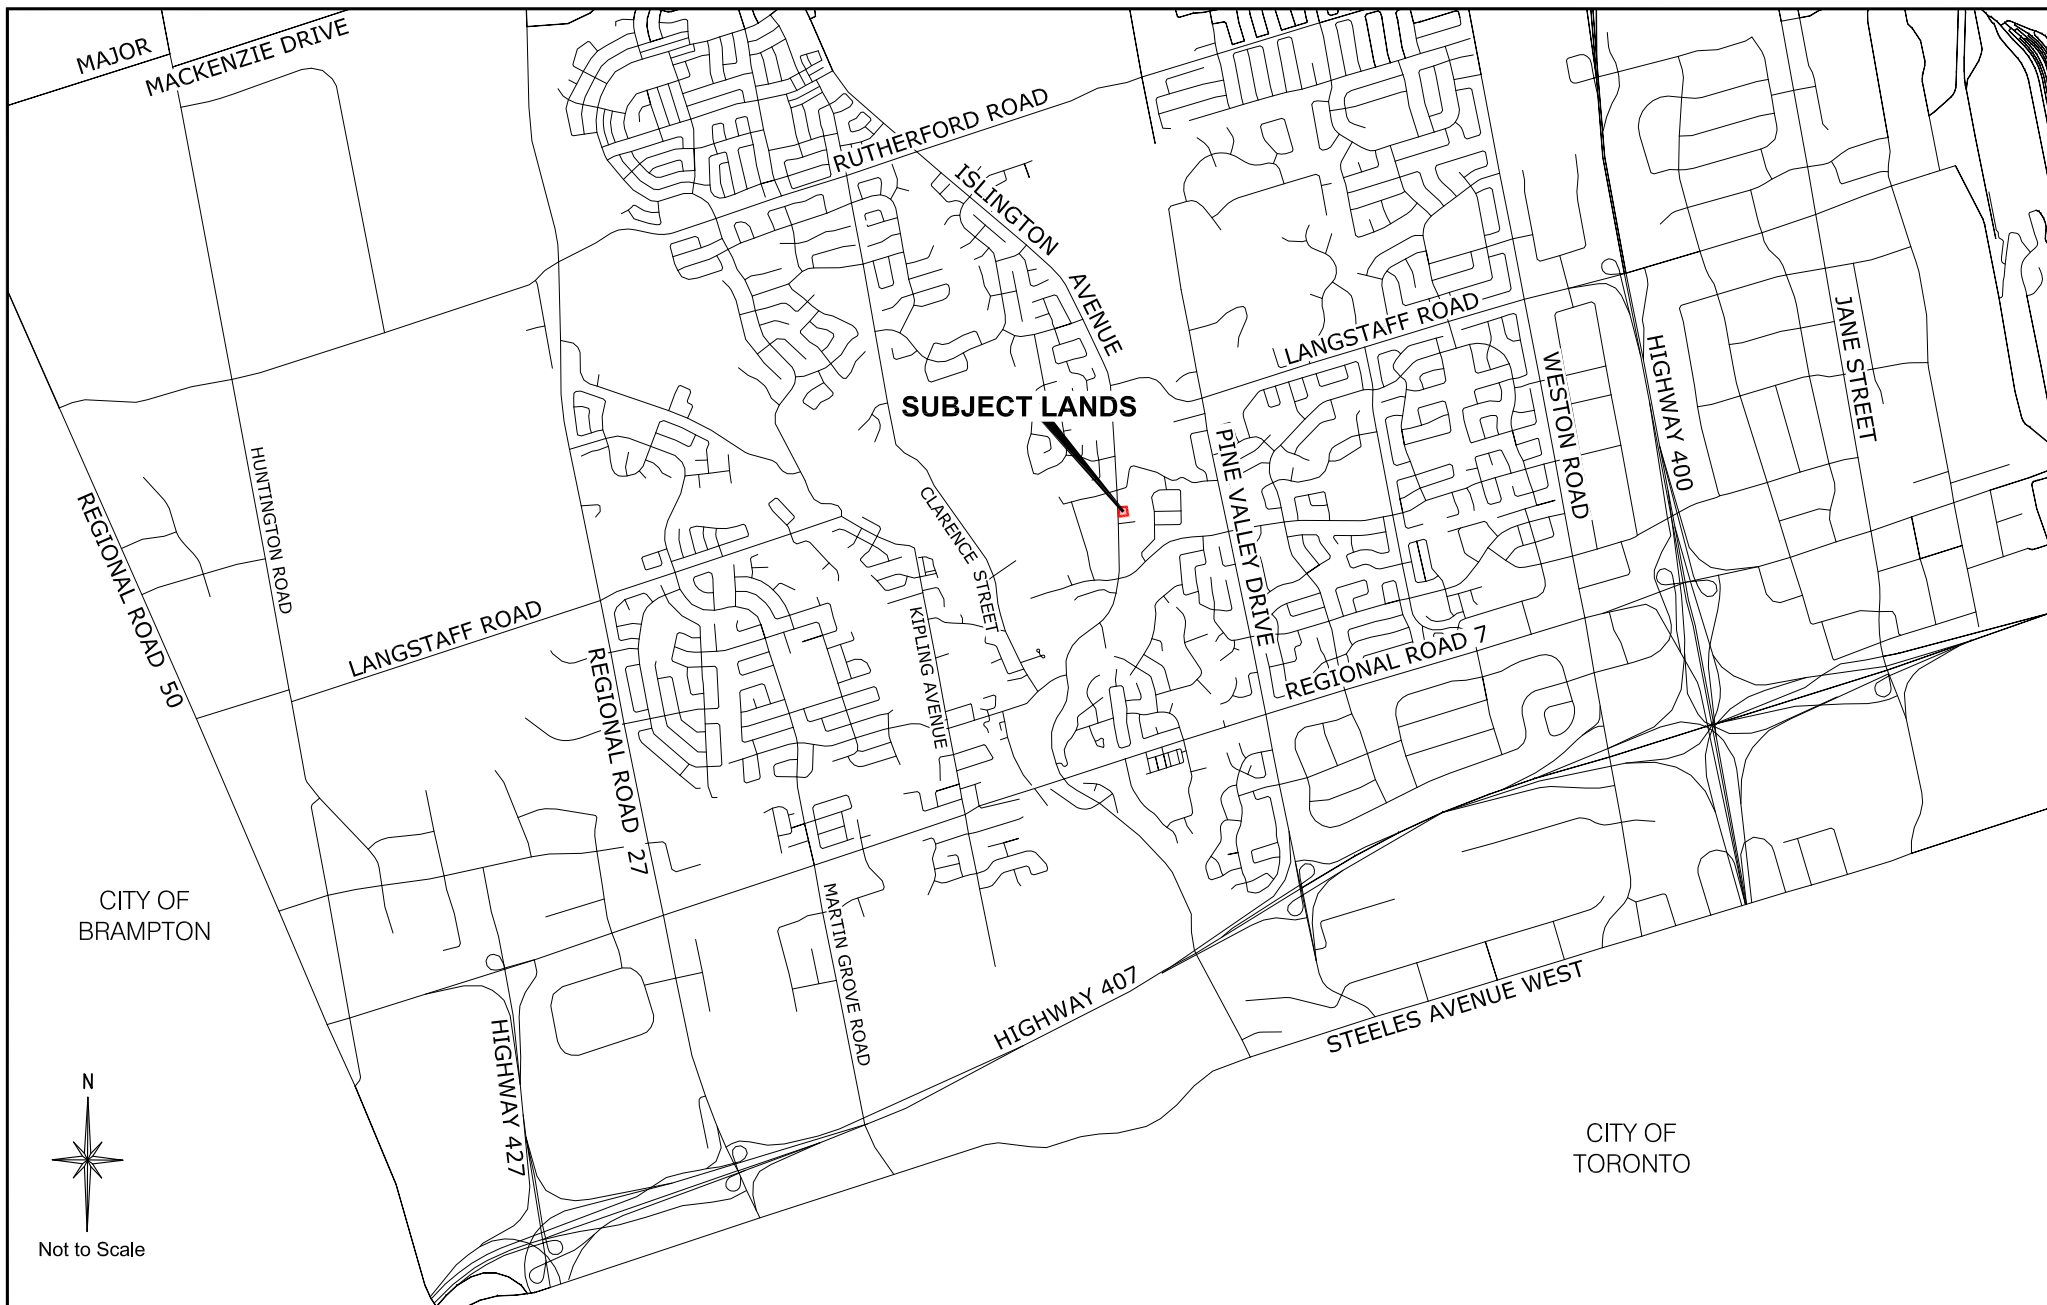 MAJOR
MACKENZIE DRIVE
RUTHERFORD ROAD
ISLINGTON
AVENUE
LANGSTAFF ROAD
JANE STREET
HIGHWAY 400
WESTON ROAD
SUBJECT LANDS
PINE VALLEY DRIVE
HUNTINGTON ROAD
REGIONAL ROAD 50
CLARENCE STREET
KIPLING AVENUE
LANGSTAFF ROAD
REGIONAL ROAD 27
REGIONAL ROAD 7
CITY OF
BRAMPTON
MARTIN GROVE ROAD
HIGHWAY 407
STEELES AVENUE WEST
HIGHWAY 427
CITY OF
TORONTO
N
Not to Scale